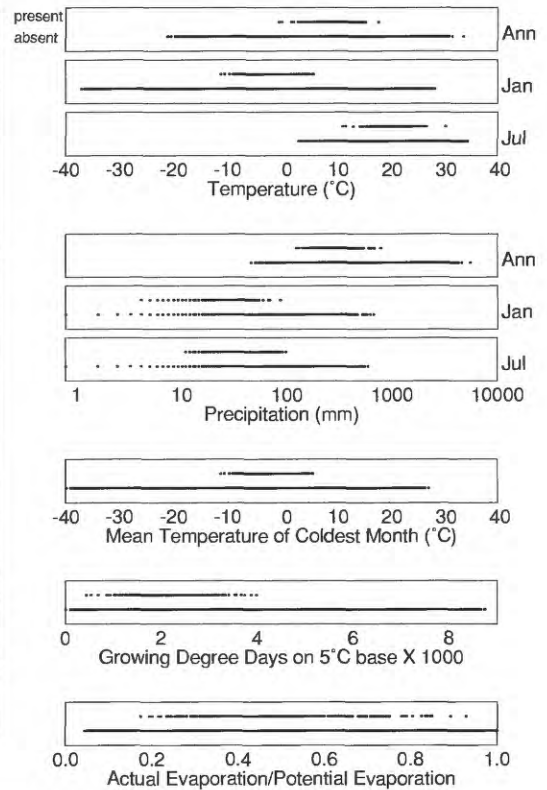 present
absent
Ann
Jan
Jul
-40 -30 -20 -10 0 10 20 30 40
Temperature (˚C)
Ann
Jan
Jul
1 10 100 1000 10000
Precipitation (mm)
-40 -30 -20 -10 0 10 20 30 40
Mean Temperature of Coldest Month (˚C)
0 2 4 6 8
Growing Degree Days on 5˚C base X 1000
0.0 0.2 0.4 0.6 0.8 1.0
Actual Evaporation/Potential Evaporation